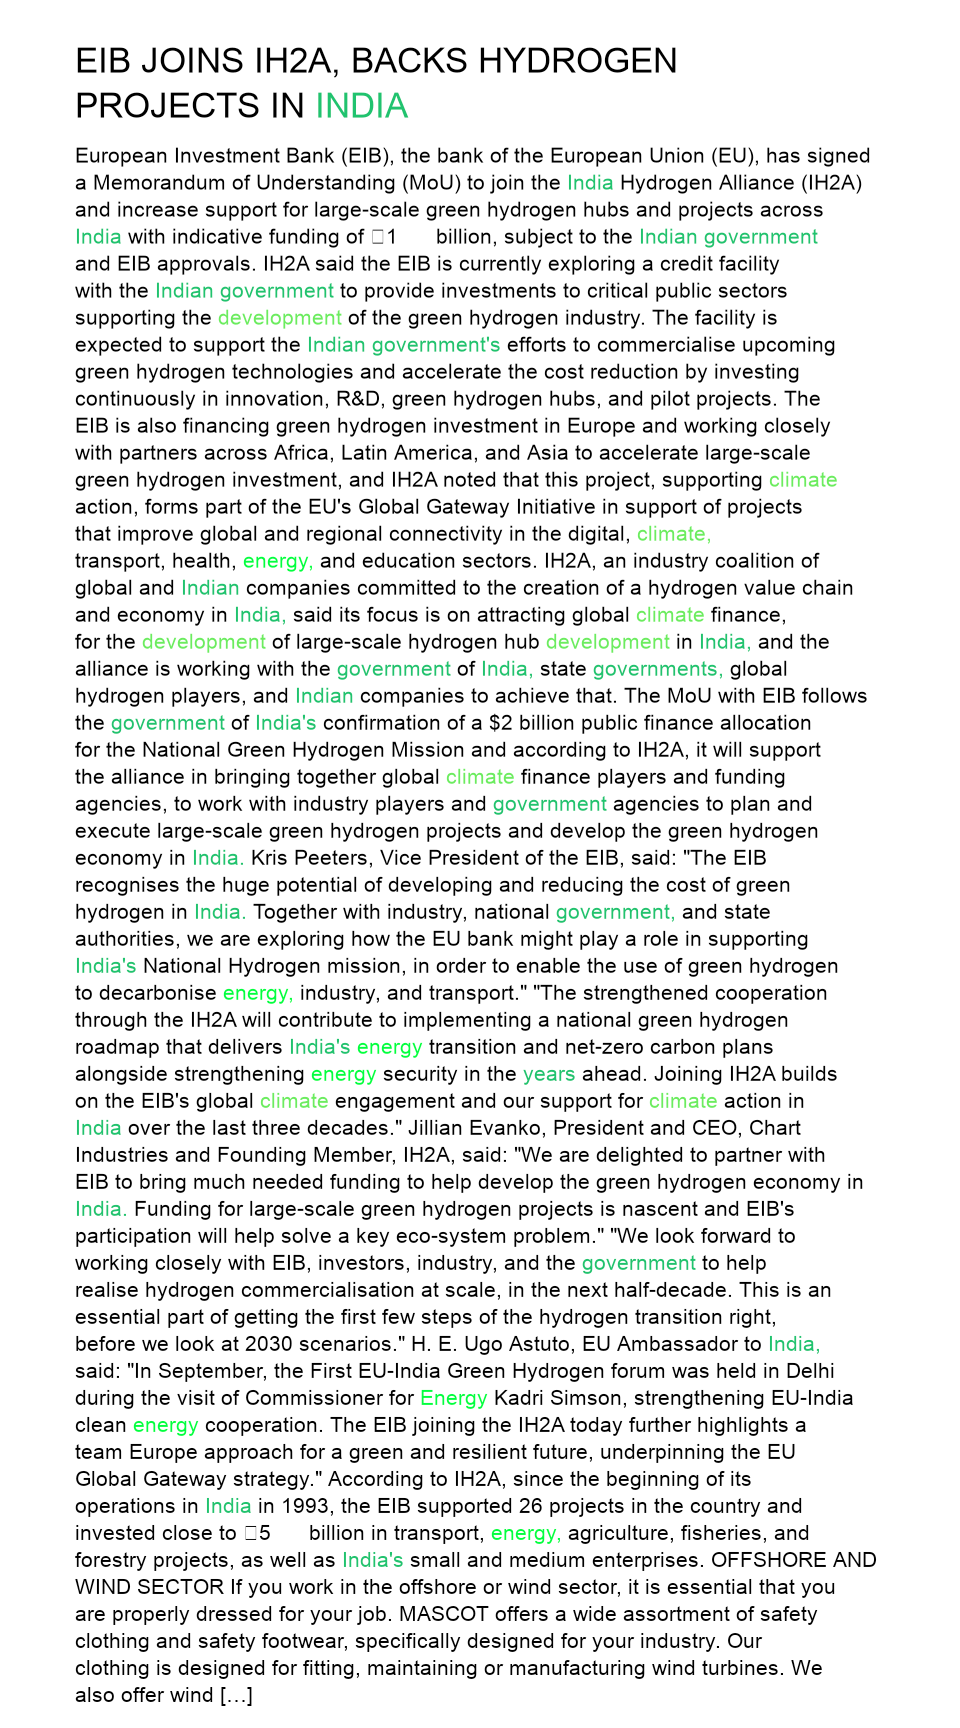 EIB JOINS IH2A, BACKS HYDROGEN
PROJECTS IN INDIA
European Investment Bank (EIB), the bank of the European Union (EU), has signed
a Memorandum of Understanding (MoU) to join the India Hydrogen Alliance (IH2A)
and increase support for large-scale green hydrogen hubs and projects across
India with indicative funding of □1 billion, subject to the Indian government
and EIB approvals. IH2A said the EIB is currently exploring a credit facility
with the Indian government to provide investments to critical public sectors
supporting the development of the green hydrogen industry. The facility is
expected to support the Indian government's efforts to commercialise upcoming
green hydrogen technologies and accelerate the cost reduction by investing
continuously in innovation, R&D, green hydrogen hubs, and pilot projects. The
EIB is also financing green hydrogen investment in Europe and working closely
with partners across Africa, Latin America, and Asia to accelerate large-scale
green hydrogen investment, and IH2A noted that this project, supporting climate
action, forms part of the EU's Global Gateway Initiative in support of projects
that improve global and regional connectivity in the digital, climate,
transport, health, energy, and education sectors. IH2A, an industry coalition of
global and Indian companies committed to the creation of a hydrogen value chain
and economy in India, said its focus is on attracting global climate finance,
for the development of large-scale hydrogen hub development in India, and the
alliance is working with the government of India, state governments, global
hydrogen players, and Indian companies to achieve that. The MoU with EIB follows
the government of India's confirmation of a $2 billion public finance allocation
for the National Green Hydrogen Mission and according to IH2A, it will support
the alliance in bringing together global climate finance players and funding
agencies, to work with industry players and government agencies to plan and
execute large-scale green hydrogen projects and develop the green hydrogen
economy in India. Kris Peeters, Vice President of the EIB, said: "The EIB
recognises the huge potential of developing and reducing the cost of green
hydrogen in India. Together with industry, national government, and state
authorities, we are exploring how the EU bank might play a role in supporting
India's National Hydrogen mission, in order to enable the use of green hydrogen
to decarbonise energy, industry, and transport." "The strengthened cooperation
through the IH2A will contribute to implementing a national green hydrogen
roadmap that delivers India's energy transition and net-zero carbon plans
alongside strengthening energy security in the years ahead. Joining IH2A builds
on the EIB's global climate engagement and our support for climate action in
India over the last three decades." Jillian Evanko, President and CEO, Chart
Industries and Founding Member, IH2A, said: "We are delighted to partner with
EIB to bring much needed funding to help develop the green hydrogen economy in
India. Funding for large-scale green hydrogen projects is nascent and EIB's
participation will help solve a key eco-system problem." "We look forward to
working closely with EIB, investors, industry, and the government to help
realise hydrogen commercialisation at scale, in the next half-decade. This is an
essential part of getting the first few steps of the hydrogen transition right,
before we look at 2030 scenarios." H. E. Ugo Astuto, EU Ambassador to India,
said: "In September, the First EU-India Green Hydrogen forum was held in Delhi
during the visit of Commissioner for Energy Kadri Simson, strengthening EU-India
clean energy cooperation. The EIB joining the IH2A today further highlights a
team Europe approach for a green and resilient future, underpinning the EU
Global Gateway strategy." According to IH2A, since the beginning of its
operations in India in 1993, the EIB supported 26 projects in the country and
invested close to □5 billion in transport, energy, agriculture, fisheries, and
forestry projects, as well as India's small and medium enterprises. OFFSHORE AND
WIND SECTOR If you work in the offshore or wind sector, it is essential that you
are properly dressed for your job. MASCOT offers a wide assortment of safety
clothing and safety footwear, specifically designed for your industry. Our
clothing is designed for fitting, maintaining or manufacturing wind turbines. We
also offer wind […]